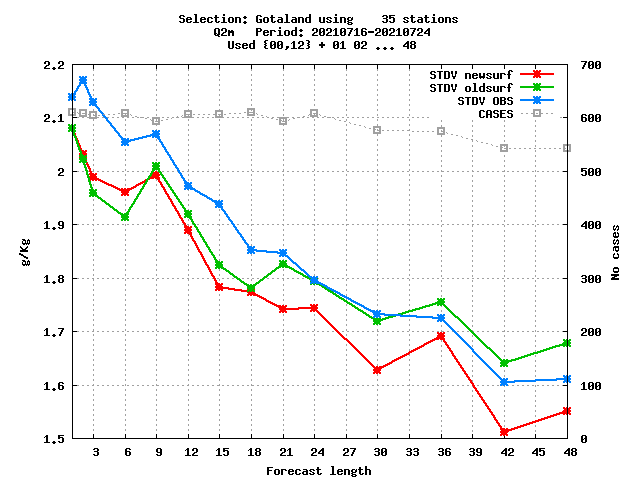 Selection: Gotaland using    35 stations
Q2m   Period: 20210716-20210724
Used {00,12} + 01 02 ... 48
STDV newsurf
STDV oldsurf
STDV OBS
CASES
2.2
2.1
2
1.9
1.8
1.7
1.6
1.5
g/Kg
700
600
500
400
300
200
100
0
No cases
3 6 9 12 15 18 21 24 27 30 33 36 39 42 45 48
Forecast length